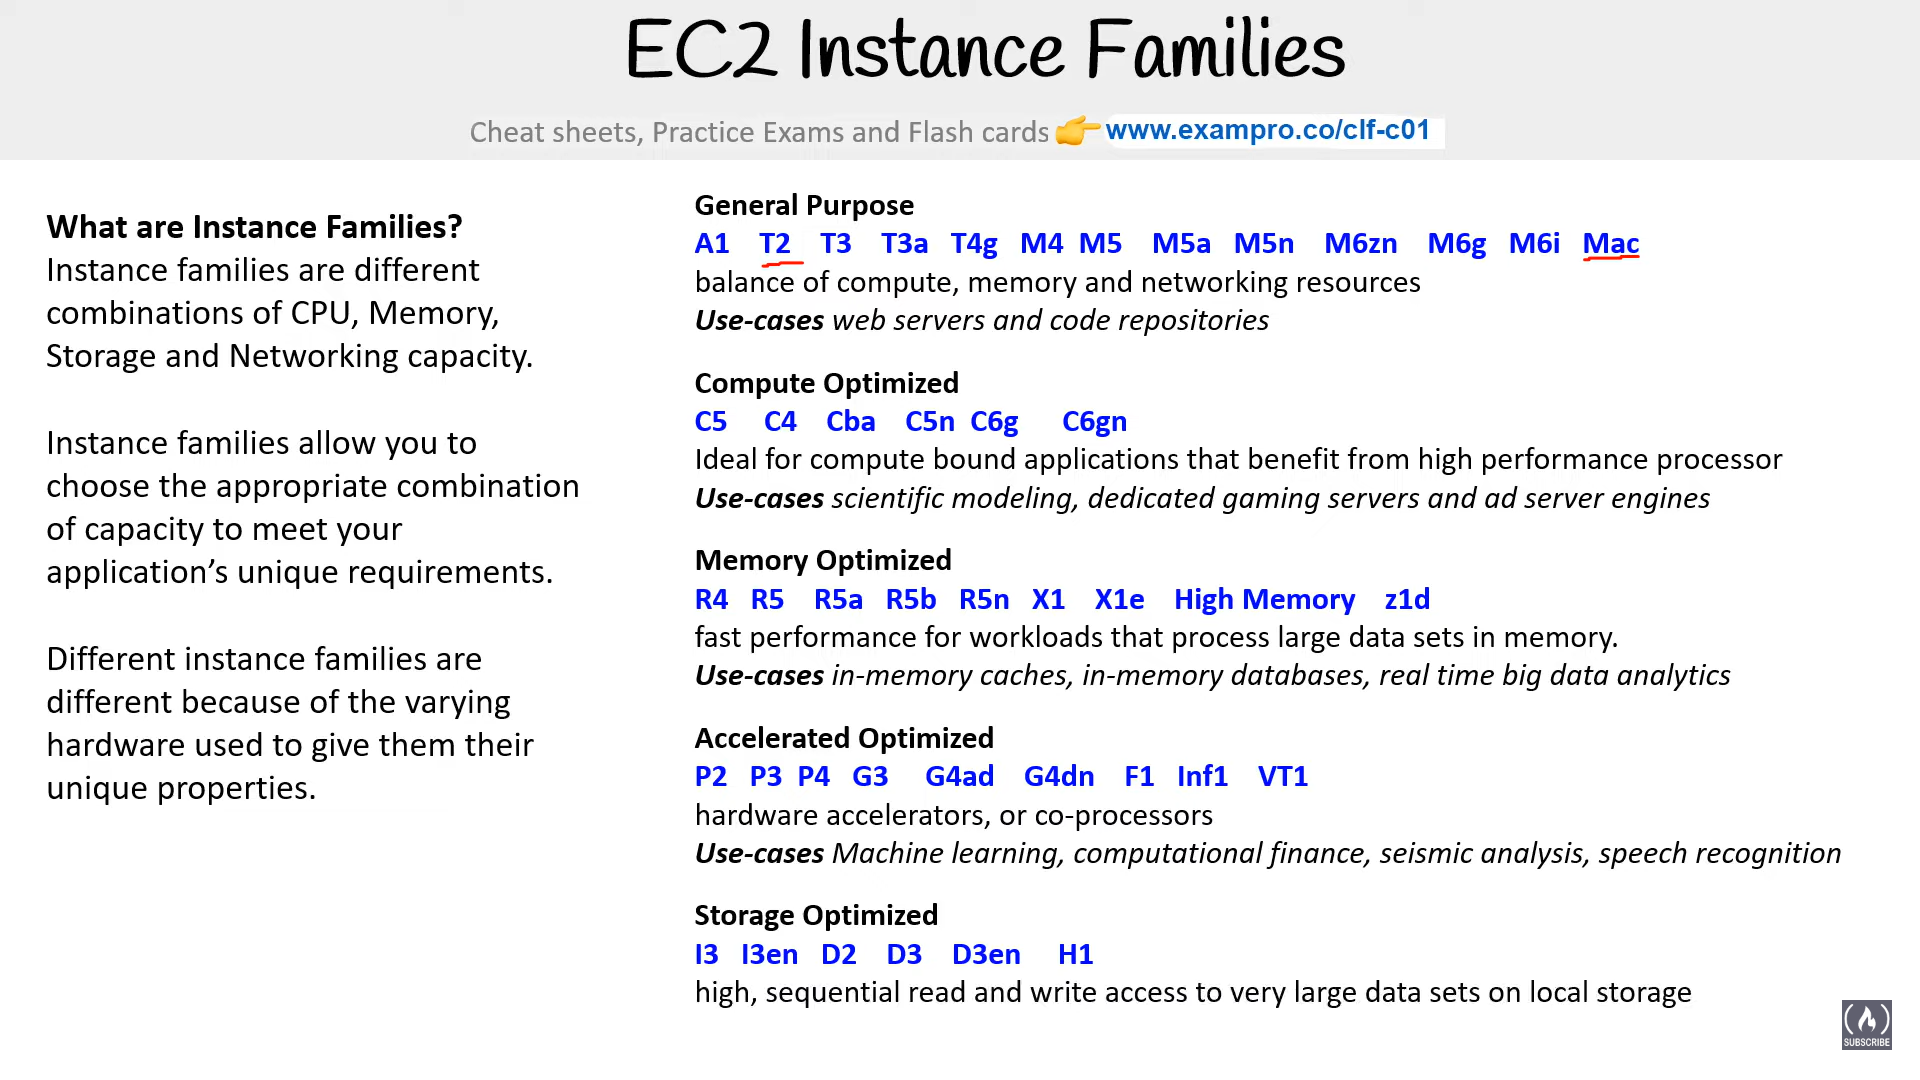 EC2 Instance Families
Cheat sheets, Practice Exams and Flash cards www.exampro.co/clf-c01
What are Instance Families?
Instance families are different
combinations of CPU, Memory,
Storage and Networking capacity.
Instance families allow you to
choose the appropriate combination
of capacity to meet your
application’s unique requirements.
Different instance families are
different because of the varying
hardware used to give them their
unique properties.
General Purpose
A1 T2 T3 T3a T4g M4 M5 M5a M5n M6zn M6g M6i Mac
balance of compute, memory and networking resources
Use-cases web servers and code repositories
Compute Optimized
C5 C4 Cba C5n C6g C6gn
Ideal for compute bound applications that benefit from high performance processor
Use-cases scientific modeling, dedicated gaming servers and ad server engines
Memory Optimized
R4 R5 R5a R5b R5n X1 X1e High Memory z1d
fast performance for workloads that process large data sets in memory.
Use-cases in-memory caches, in-memory databases, real time big data analytics
Accelerated Optimized
P2 P3 P4 G3 G4ad G4dn F1 Inf1 VT1
hardware accelerators, or co-processors
Use-cases Machine learning, computational finance, seismic analysis, speech recognition
Storage Optimized
I3 I3en D2 D3 D3en H1
high, sequential read and write access to very large data sets on local storage
SUBSCRIBE